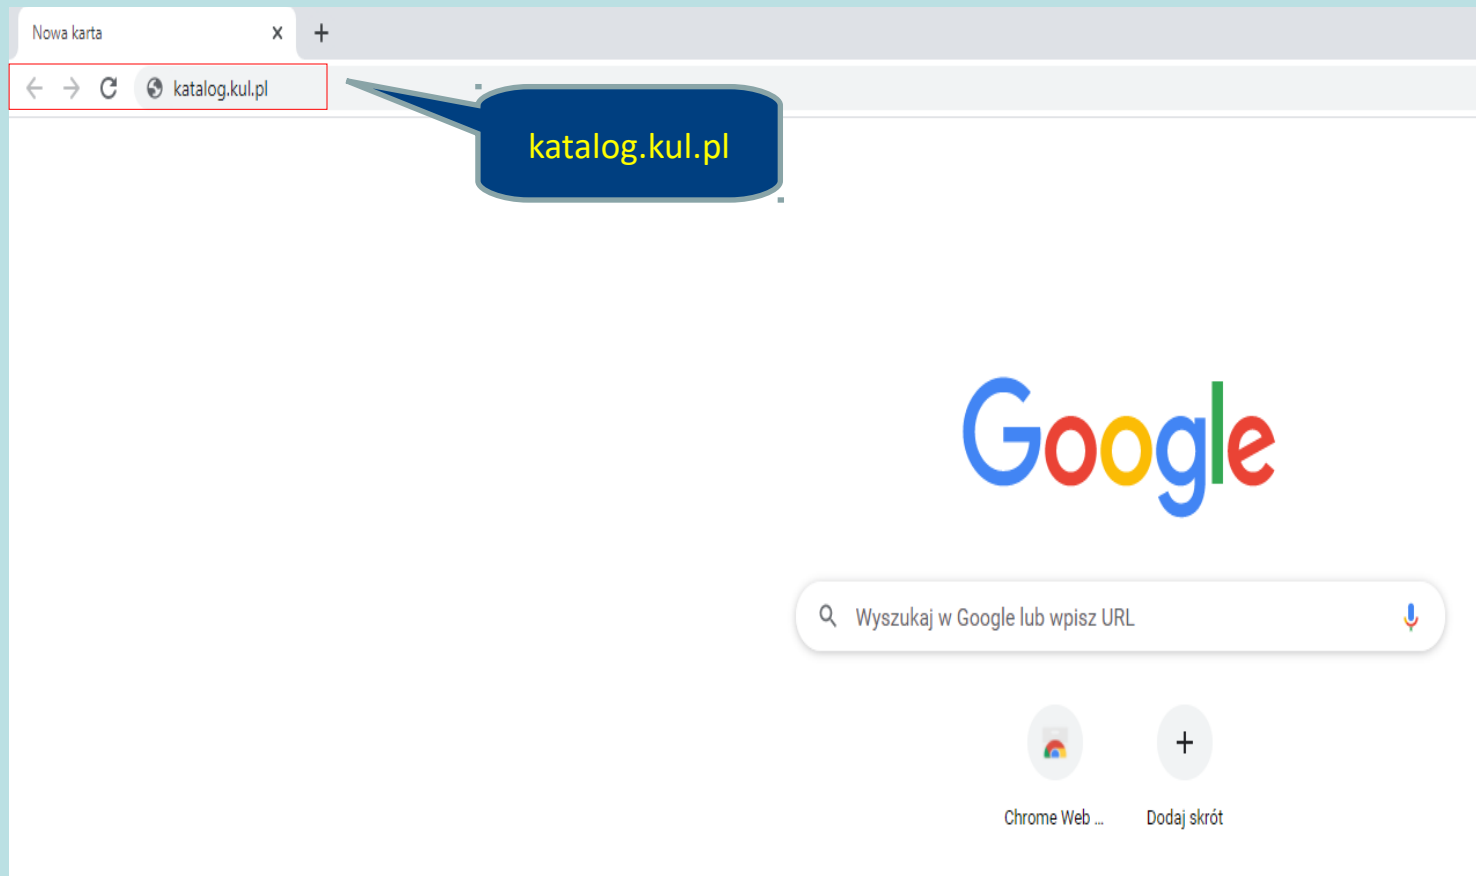 Nowa karta
katalog.kul.pl
katalog.kul.pl
Google
Wyszukaj w Google lub wpisz URL
Chrome Web ...
Dodaj skrót